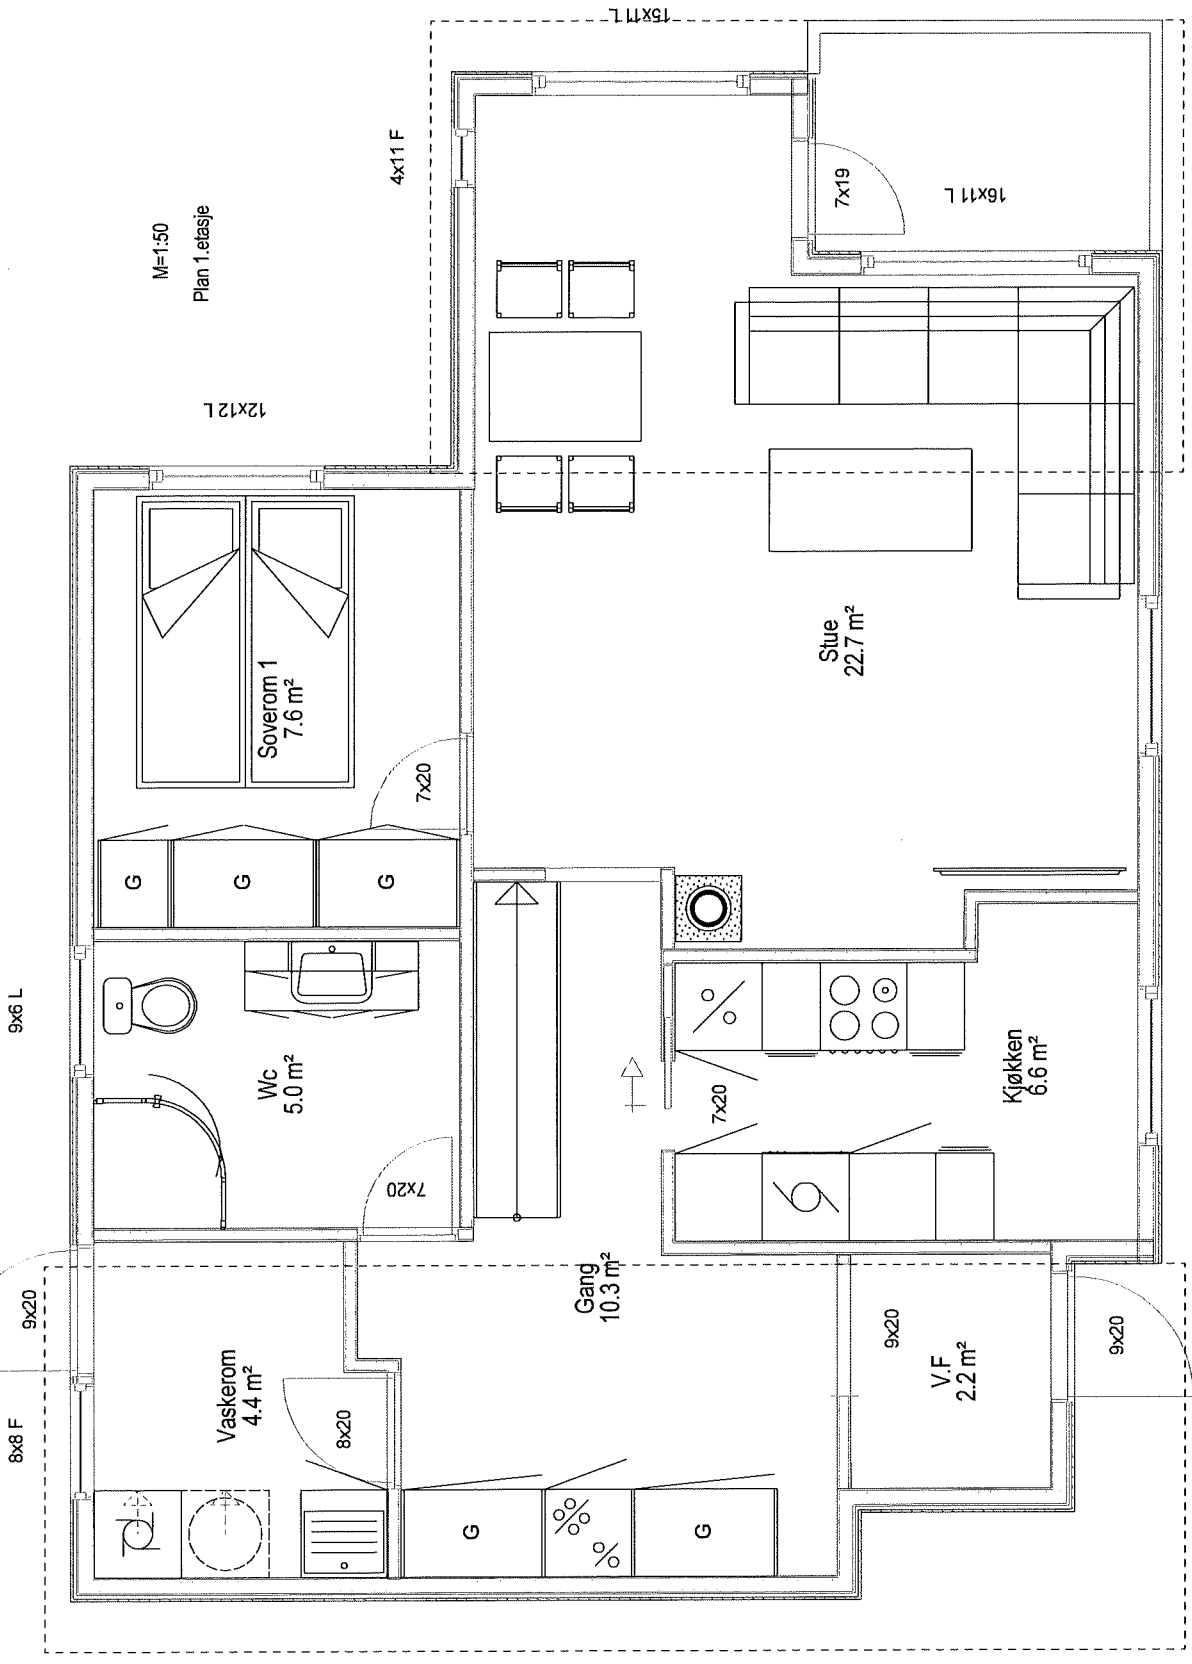 M=1:50
Plan 1.etasje
15x11 L
4x11 F
12x12 L
7x19
16x11 L
Soverom 1
7.6 m²
7x20
G
G
G
Stue
22.7 m²
9x6 L
Wc
5.0 m²
7x20
Kjøkken
6.6 m²
7x20
9x20
8x8 F
Vaskerom
4.4 m²
8x20
Gang
10.3 m²
G
G
V.F
2.2 m²
9x20
9x20